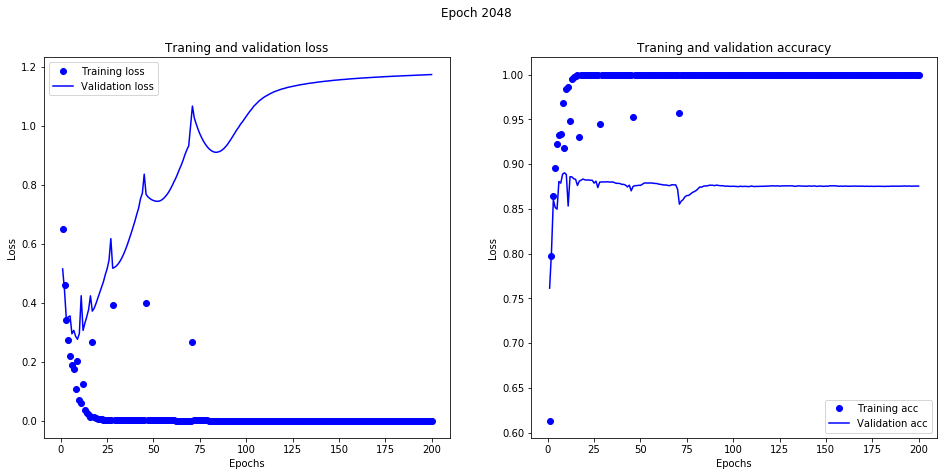 Epoch 2048
Traning and validation loss
Training loss
Validation loss
1.2
1.0
0.8
0.6
0.4
0.2
0.0
Loss
0 25 50 75 100 125 150 175 200
Epochs
Traning and validation accuracy
1.00
0.95
0.90
0.85
0.80
0.75
0.70
0.65
0.60
Loss
Training acc
Validation acc
0 25 50 75 100 125 150 175 200
Epochs